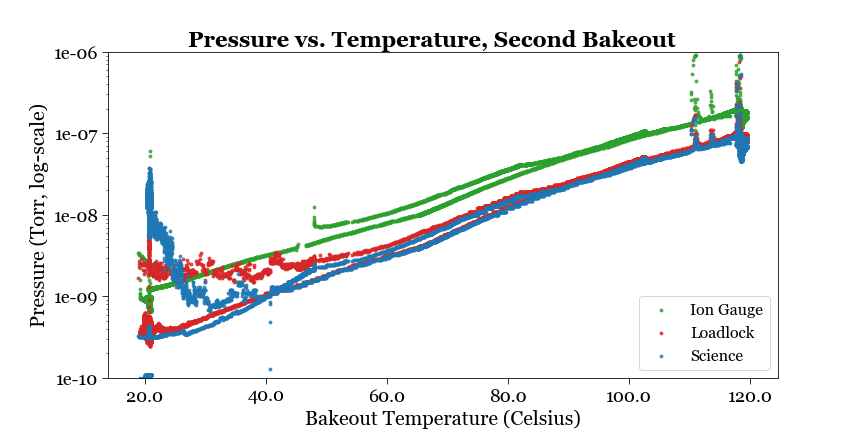 Pressure vs. Temperature, Second Bakeout
Pressure (Torr, log-scale)
1e-06
1e-07
1e-08
1e-09
1e-10
Ion Gauge
Loadlock
Science
20.0 40.0 60.0 80.0 100.0 120.0
Bakeout Temperature (Celsius)